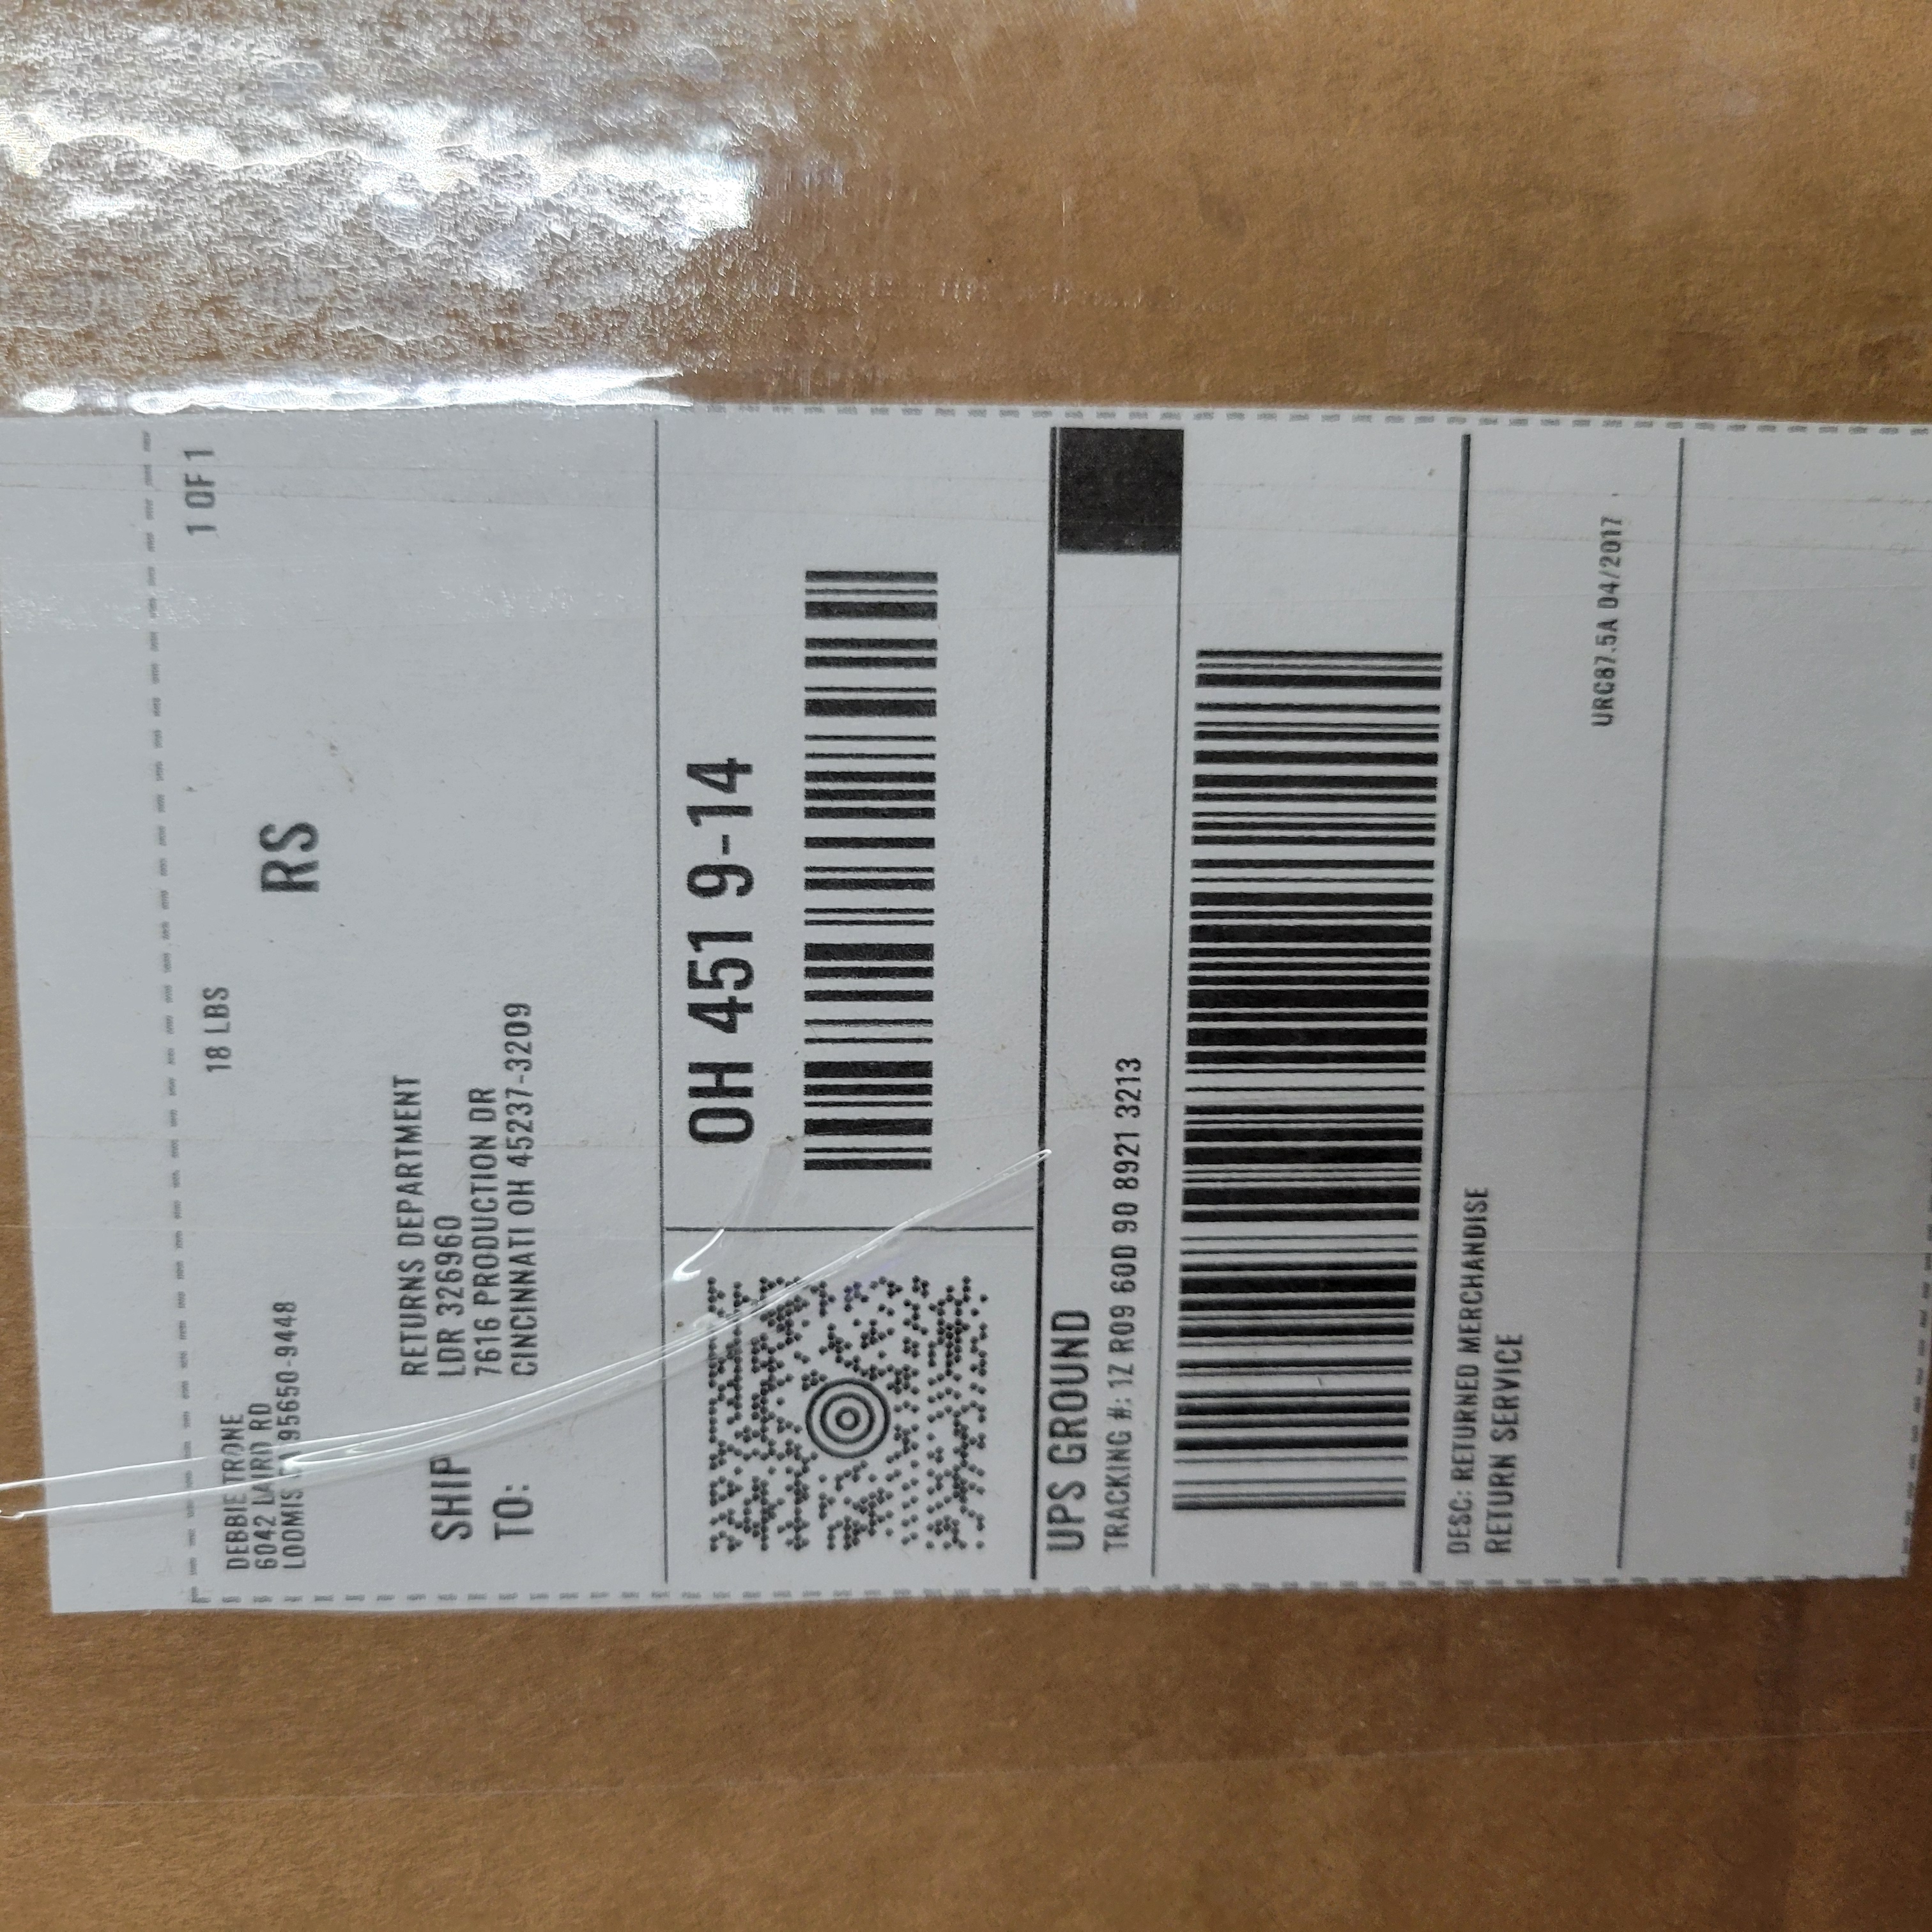 DEBBIE TRONE
6042 LAIRD RD
LOOMIS 95650-9448
18 LBS
1 OF 1
RS
SHIP
TO:
RETURNS DEPARTMENT
LDR 326960
7616 PRODUCTION DR
CINCINNATI OH 45237-3209
OH 451 9-14
UPS GROUND
TRACKING #: 1Z R09 60D 90 8921 3213
DESC: RETURNED MERCHANDISE
RETURN SERVICE
URC87.5A 04/2017